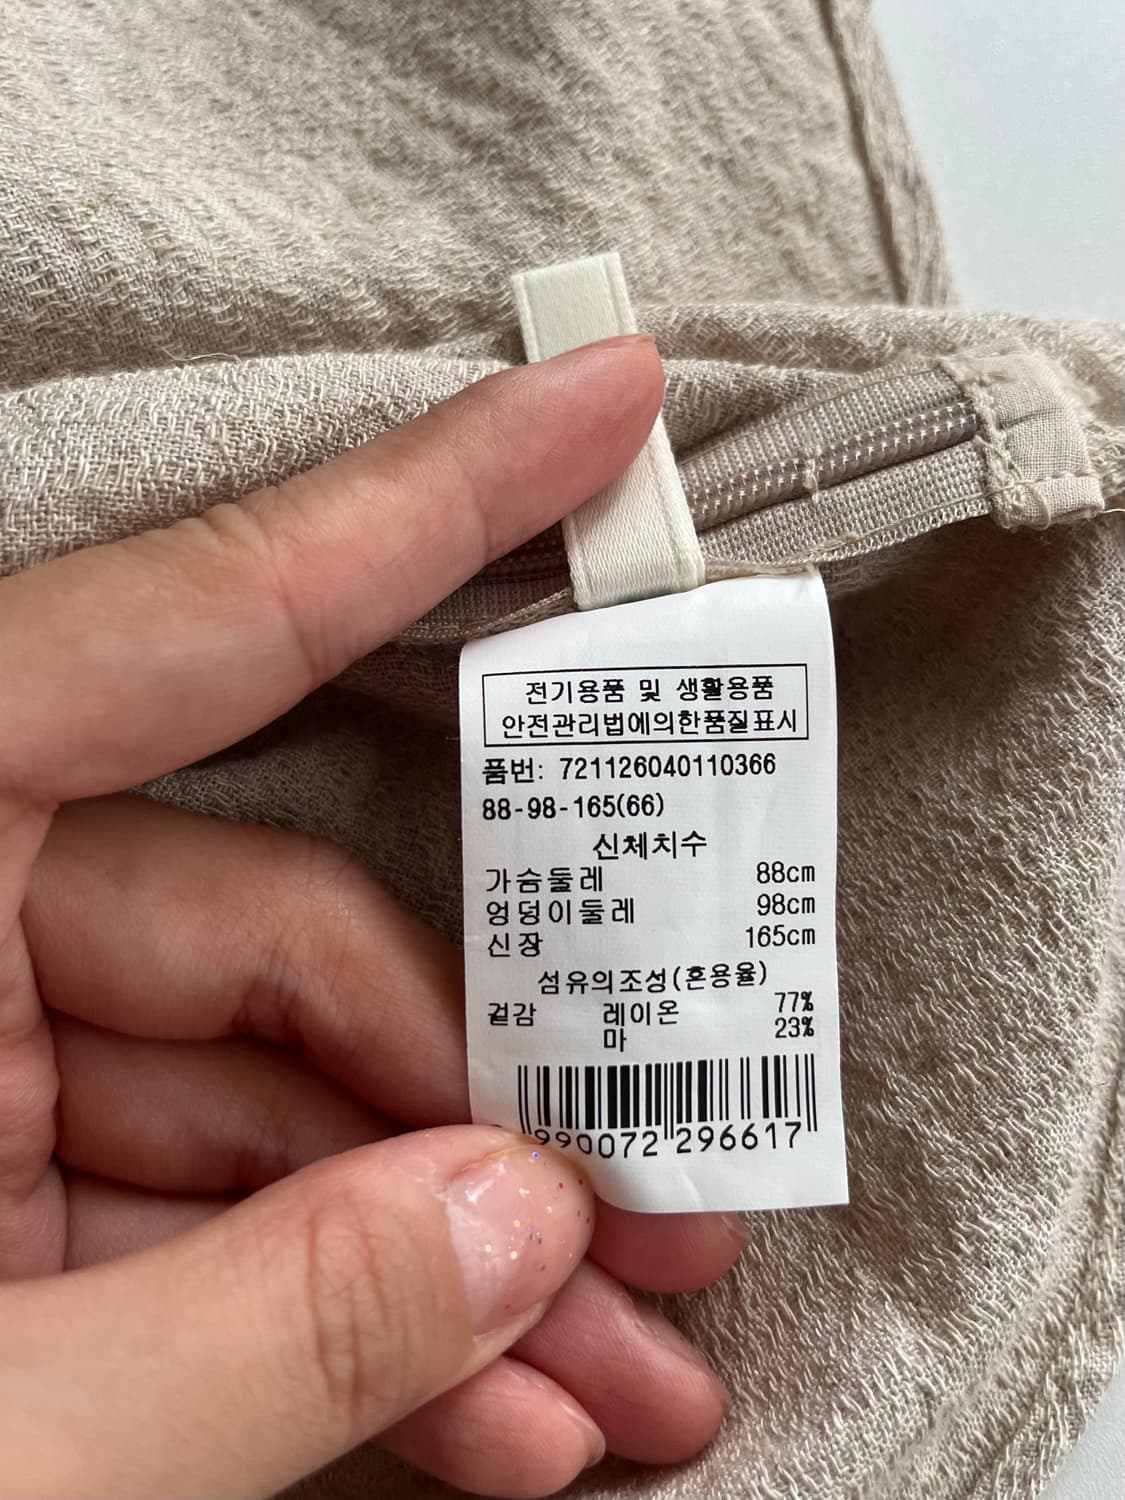 전기용품 및 생활용품
안전관리법에의한품질표시
품번: 721126040110366
88-98-165(66)
신체치수
가슴둘레 88cm
엉덩이둘레 98cm
신장 165cm
섬유의조성(혼용율)
겉감 레이온 77%
마 23%
990072 296617